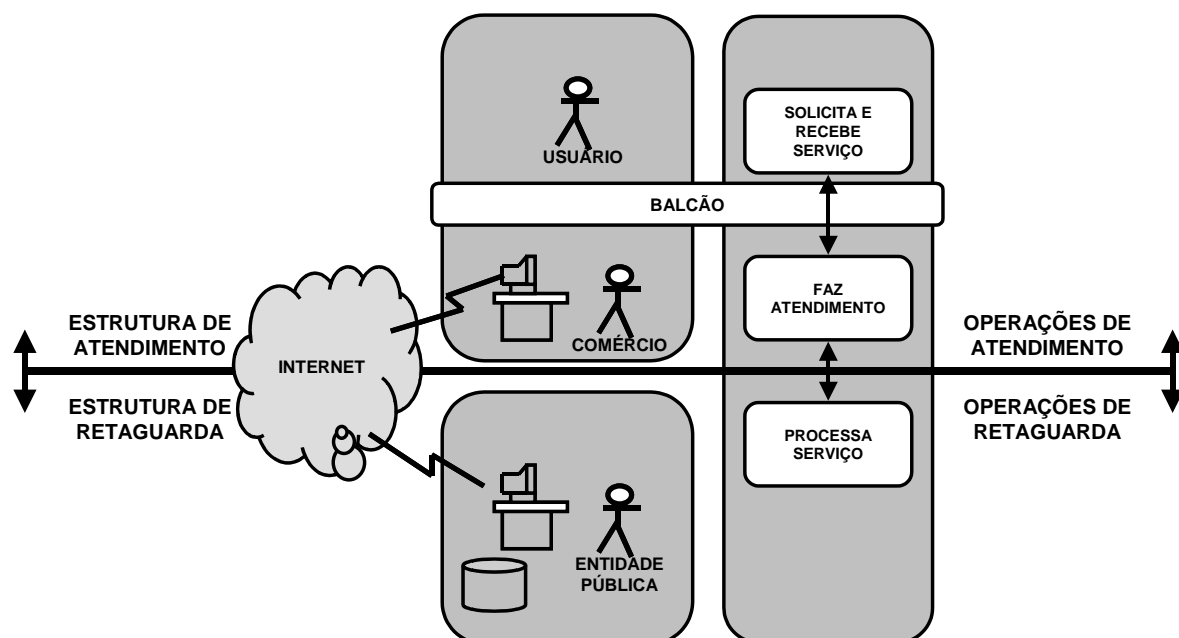 USUÁRIO
SOLICITA E
RECEBE
SERVIÇO
BALCÃO
COMÉRCIO
FAZ
ATENDIMENTO
ESTRUTURA DE
ATENDIMENTO
INTERNET
OPERAÇÕES DE
ATENDIMENTO
ESTRUTURA DE
RETAGUARDA
OPERAÇÕES DE
RETAGUARDA
PROCESSA
SERVIÇO
ENTIDADE
PÚBLICA